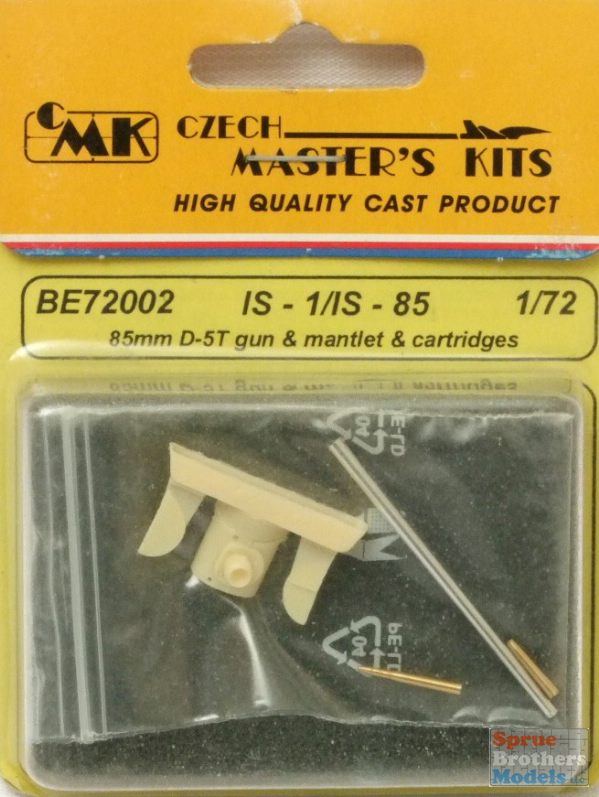 CMK
CZECH
MASTER'S KITS
HIGH QUALITY CAST PRODUCT
BE72002 IS - 1/IS - 85 1/72
85mm D-5T gun & mantlet & cartridges
Sprue
Brothers
Models